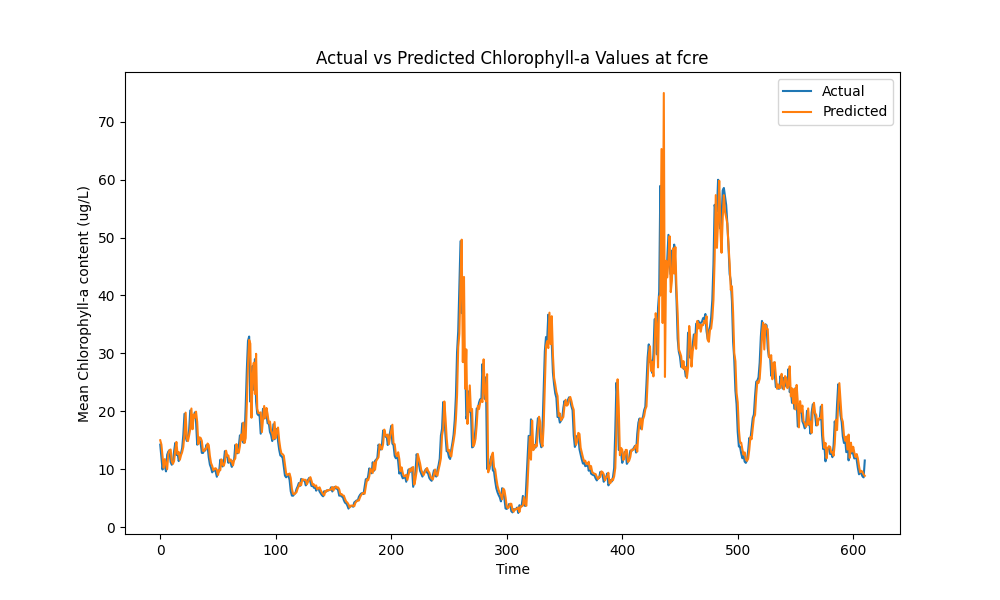 Actual vs Predicted Chlorophyll-a Values at fcre
Actual
Predicted
Mean Chlorophyll-a content (ug/L)
70
60
50
40
30
20
10
0
0 100 200 300 400 500 600
Time